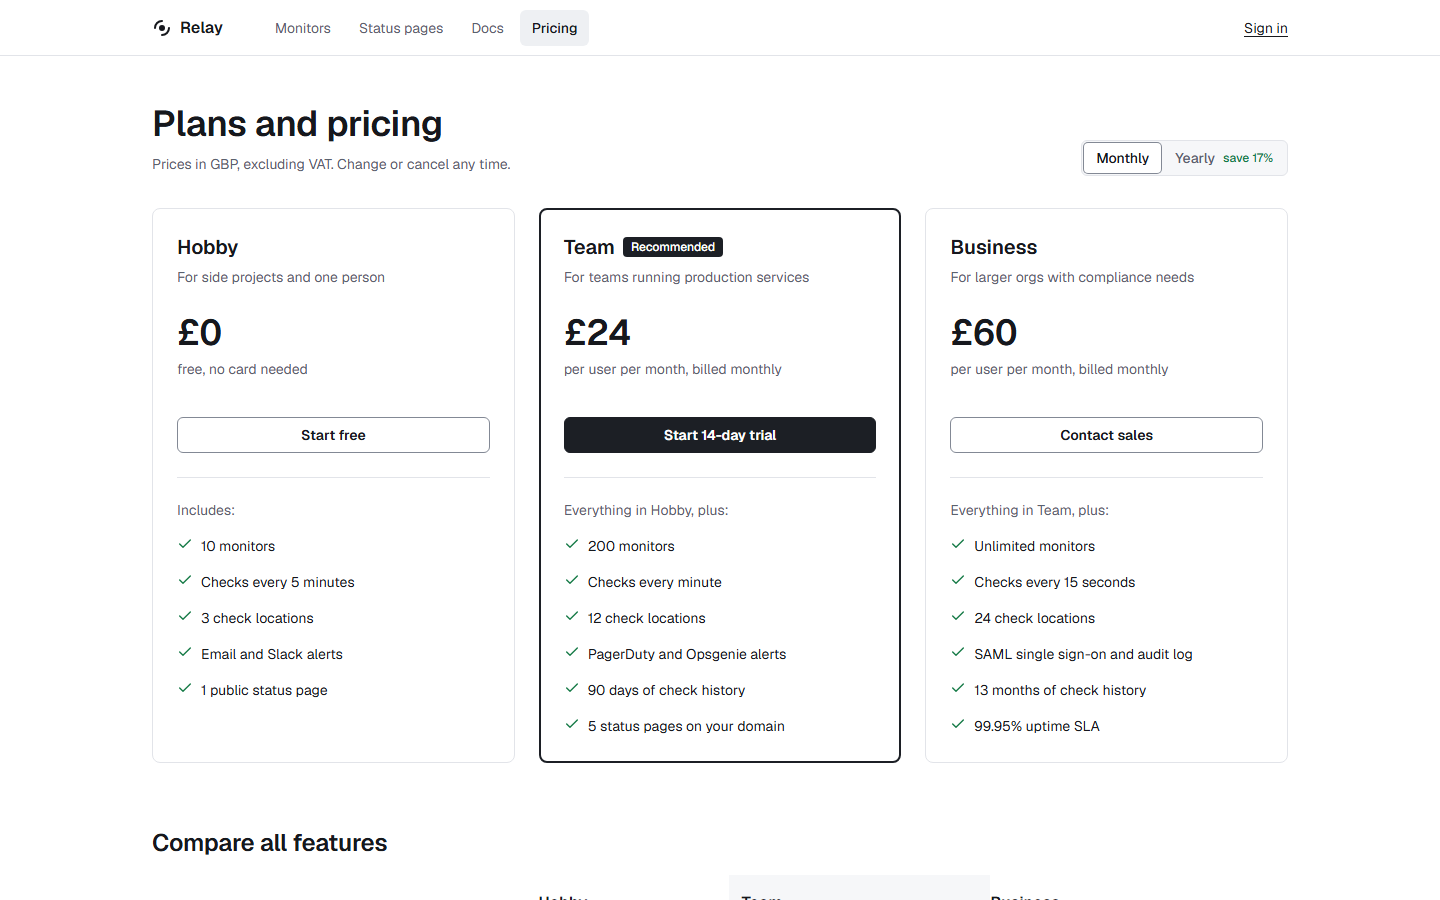 Relay
Monitors
Status pages
Docs
Pricing
Sign in
Plans and pricing
Prices in GBP, excluding VAT. Change or cancel any time.
Monthly
Yearly save 17%
Hobby
For side projects and one person
£0
free, no card needed
Start free
Includes:
10 monitors
Checks every 5 minutes
3 check locations
Email and Slack alerts
1 public status page
Team Recommended
For teams running production services
£24
per user per month, billed monthly
Start 14-day trial
Everything in Hobby, plus:
200 monitors
Checks every minute
12 check locations
PagerDuty and Opsgenie alerts
90 days of check history
5 status pages on your domain
Business
For larger orgs with compliance needs
£60
per user per month, billed monthly
Contact sales
Everything in Team, plus:
Unlimited monitors
Checks every 15 seconds
24 check locations
SAML single sign-on and audit log
13 months of check history
99.95% uptime SLA
Compare all features
Hobby
Team
Business